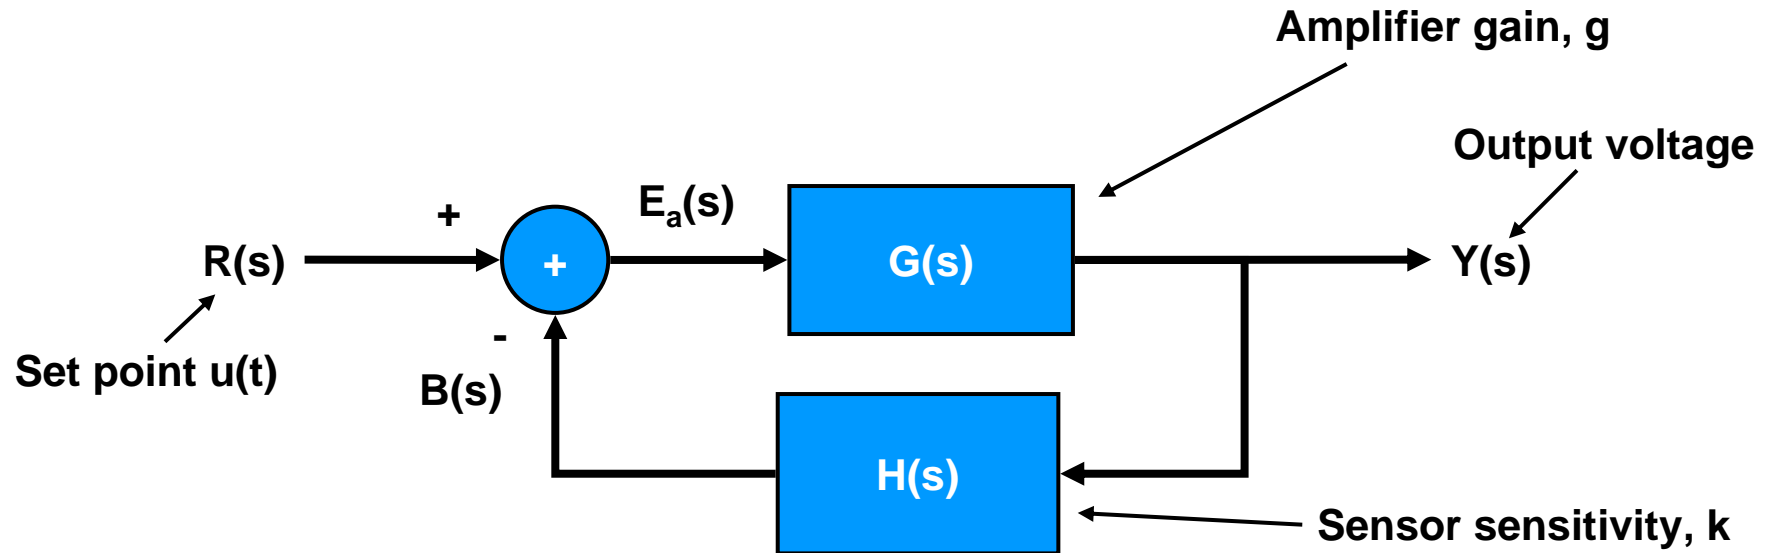 Amplifier gain, g
Output voltage
+
Eₐ(s)
R(s)
+
G(s)
Y(s)
-
Set point u(t)
B(s)
H(s)
Sensor sensitivity, k